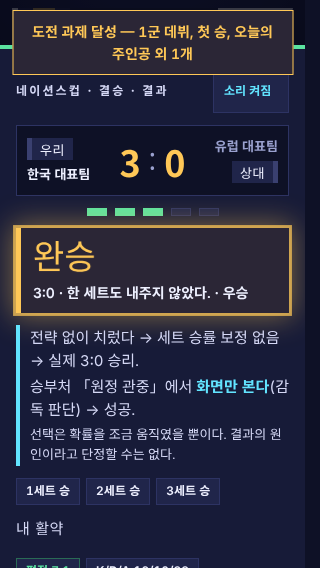 도전 과제 달성 — 1군 데뷔, 첫 승, 오늘의
주인공 외 1개
네이션스컵 · 결승 · 결과
소리 켜짐
우리
한국 대표팀
3 : 0
유럽 대표팀
상대
완승
3:0 · 한 세트도 내주지 않았다. · 우승
전략 없이 치렀다 → 세트 승률 보정 없음
→ 실제 3:0 승리.
승부처 「원정 관중」에서 화면만 본다(감
독 판단) → 성공.
선택은 확률을 조금 움직였을 뿐이다. 결과의 원
인이라고 단정할 수는 없다.
1세트 승
2세트 승
3세트 승
내 활약